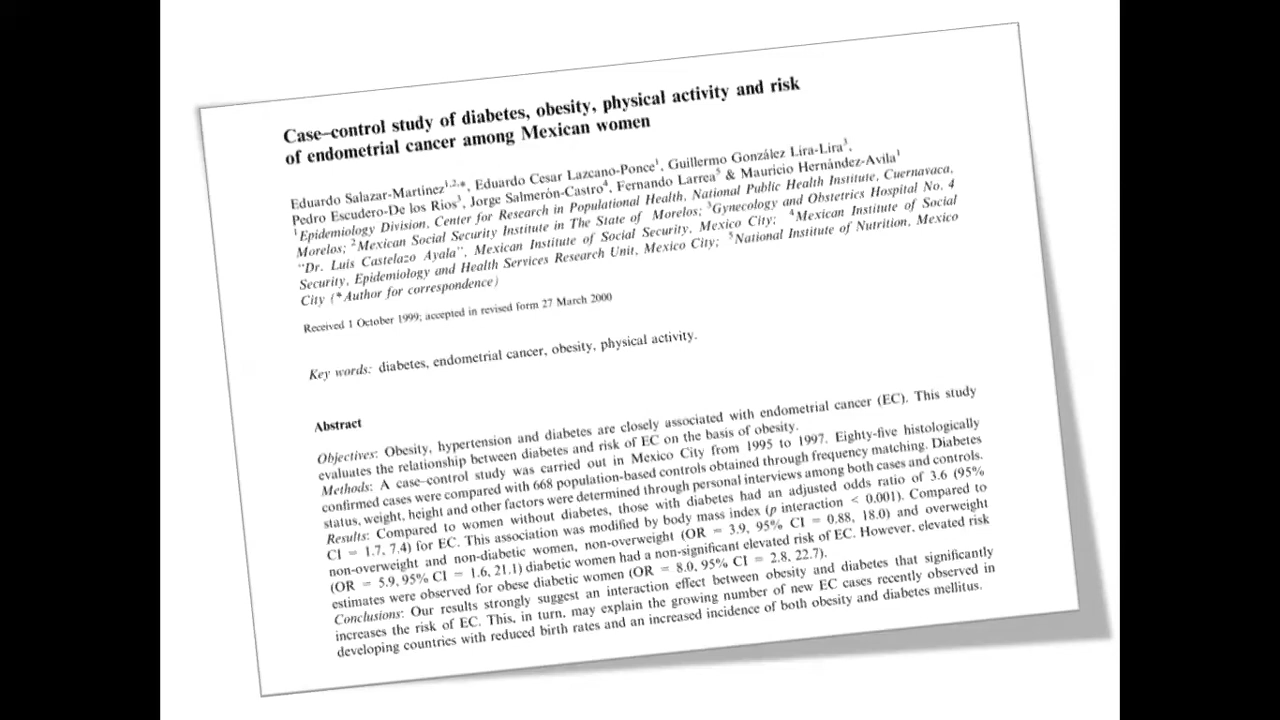 Case–control study of diabetes, obesity, physical activity and risk
of endometrial cancer among Mexican women
Eduardo Salazar-Martínez1,2,*, Eduardo Cesar Lazcano-Ponce1, Guillermo González Lira-Lira3,
Pedro Escudero-De los Rios3, Jorge Salmerón-Castro4, Fernando Larrea5 & Mauricio Hernández-Avila1
1Epidemiology Division, Center for Research in Populational Health, National Public Health Institute, Cuernavaca,
Morelos; 2Mexican Social Security Institute in The State of Morelos; 3Gynecology and Obstetrics Hospital No. 4
“Dr. Luis Castelazo Ayala”, Mexican Institute of Social Security, Mexico City; 4Mexican Institute of Social
Security, Epidemiology and Health Services Research Unit, Mexico City; 5National Institute of Nutrition, Mexico
City (*Author for correspondence)
Received 1 October 1999; accepted in revised form 27 March 2000
Key words: diabetes, endometrial cancer, obesity, physical activity.
Abstract
Objectives: Obesity, hypertension and diabetes are closely associated with endometrial cancer (EC). This study
evaluates the relationship between diabetes and risk of EC on the basis of obesity.
Methods: A case–control study was carried out in Mexico City from 1995 to 1997. Eighty-five histologically
confirmed cases were compared with 668 population-based controls obtained through frequency matching. Diabetes
status, weight, height and other factors were determined through personal interviews among both cases and controls.
Results: Compared to women without diabetes, those with diabetes had an adjusted odds ratio of 3.6 (95%
CI = 1.7, 7.4) for EC. This association was modified by body mass index (p interaction < 0.001). Compared to
non-overweight and non-diabetic women, non-overweight (OR = 3.9, 95% CI = 0.88, 18.0) and overweight
(OR = 5.9, 95% CI = 1.6, 21.1) diabetic women had a non-significant elevated risk of EC. However, elevated risk
estimates were observed for obese diabetic women (OR = 8.0, 95% CI = 2.8, 22.7).
Conclusions: Our results strongly suggest an interaction effect between obesity and diabetes that significantly
increases the risk of EC. This, in turn, may explain the growing number of new EC cases recently observed in
developing countries with reduced birth rates and an increased incidence of both obesity and diabetes mellitus.